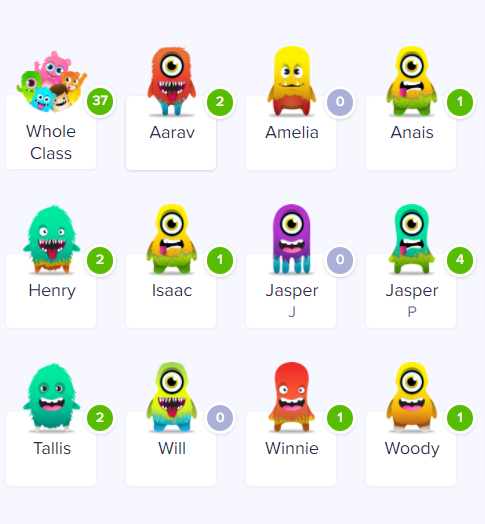 37
Whole
Class
2
Aarav
0
Amelia
1
Anais
2
Henry
1
Isaac
0
Jasper
J
4
Jasper
P
2
Tallis
0
Will
1
Winnie
1
Woody